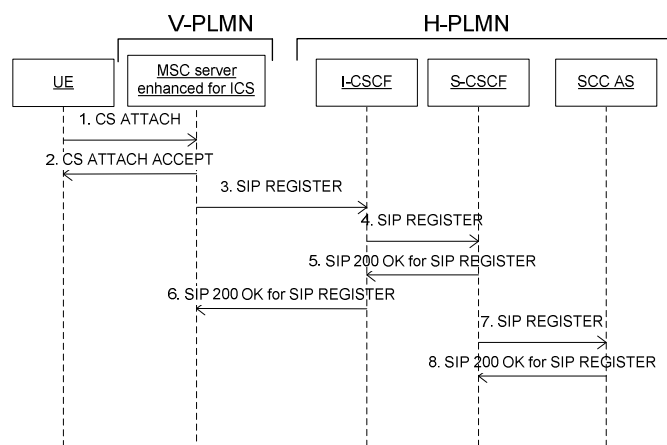 V-PLMN
H-PLMN
UE
MSC server
enhanced for ICS
I-CSCF
S-CSCF
SCC AS
1. CS ATTACH
2. CS ATTACH ACCEPT
3. SIP REGISTER
4. SIP REGISTER
5. SIP 200 OK for SIP REGISTER
6. SIP 200 OK for SIP REGISTER
7. SIP REGISTER
8. SIP 200 OK for SIP REGISTER